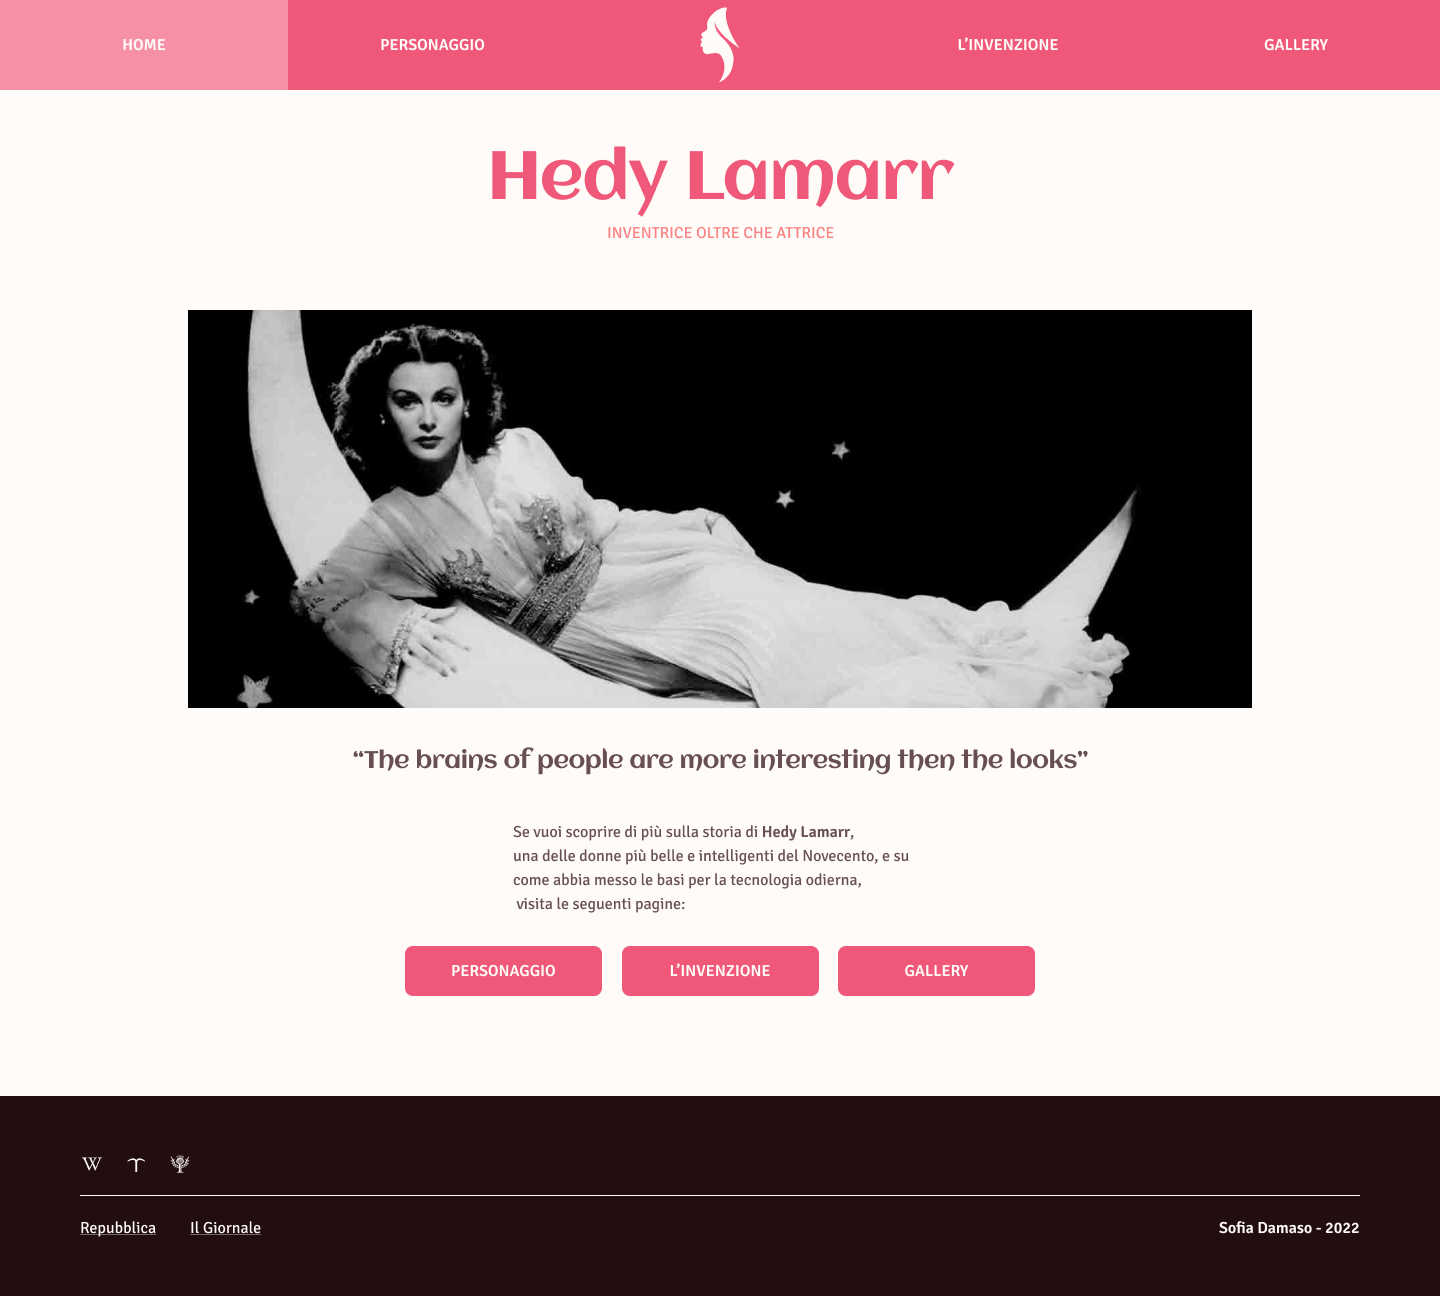 HOME
PERSONAGGIO
L’INVENZIONE
GALLERY
Hedy Lamarr
INVENTRICE OLTRE CHE ATTRICE
“The brains of people are more interesting then the looks”
Se vuoi scoprire di più sulla storia di Hedy Lamarr,
una delle donne più belle e intelligenti del Novecento, e su
come abbia messo le basi per la tecnologia odierna,
visita le seguenti pagine:
PERSONAGGIO
L’INVENZIONE
GALLERY
W
Repubblica
Il Giornale
Sofia Damaso - 2022